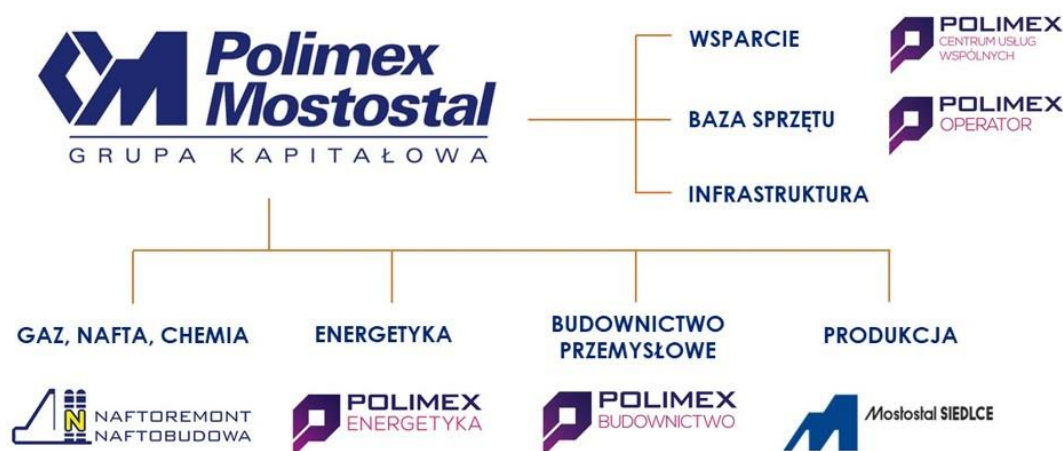 Polimex
Mostostal
GRUPA KAPITAŁOWA
WSPARCIE
POLIMEX
CENTRUM USŁUG
WSPÓLNYCH
BAZA SPRZĘTU
POLIMEX
OPERATOR
INFRASTRUKTURA
GAZ, NAFTA, CHEMIA
NAFTOREMONT
NAFTOBUDOWA
ENERGETYKA
POLIMEX
ENERGETYKA
BUDOWNICTWO
PRZEMYSŁOWE
POLIMEX
BUDOWNICTWO
PRODUKCJA
Mostostal SIEDLCE